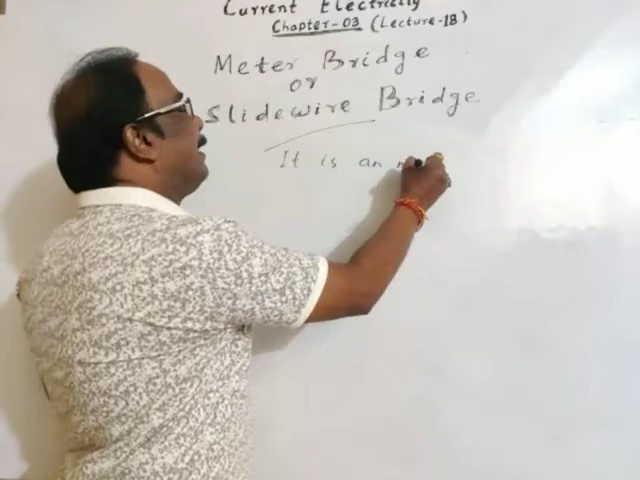 Current Electricity
Chapter-03 (Lecture-18)
Meter Bridge
or
Slidewire Bridge
It is an